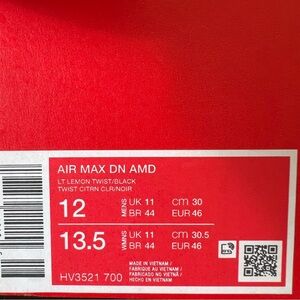 AIR MAX DN AMD
LT LEMON TWIST/BLACK
TWIST CITRN CLR/NOIR
12 MENS UK 11 cm 30
BR 44 EUR 46
13.5 WMNS UK 11 cm 30.5
BR 44 EUR 46
HV3521 700
MADE IN VIETNAM /
FABRIQUÉ AU VIETNAM /
FABRICADO NO VIETNÃ /
HECHO EN VIETNAM